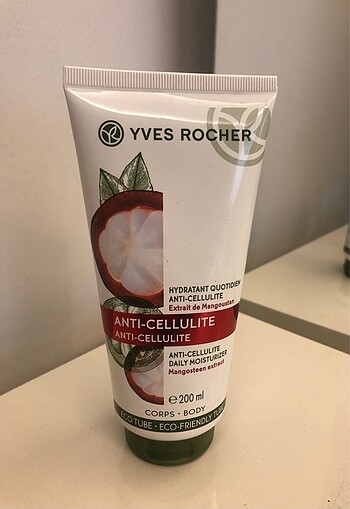 YVES ROCHER
HYDRATANT QUOTIDIEN
ANTI-CELLULITE
Extrait de Mangoustan
ANTI-CELLULITE
ANTI-CELLULITE
ANTI-CELLULITE
DAILY MOISTURIZER
Mangosteen extract
e 200 ml
CORPS • BODY
ECO TUBE • ECO-FRIENDLY TUBE